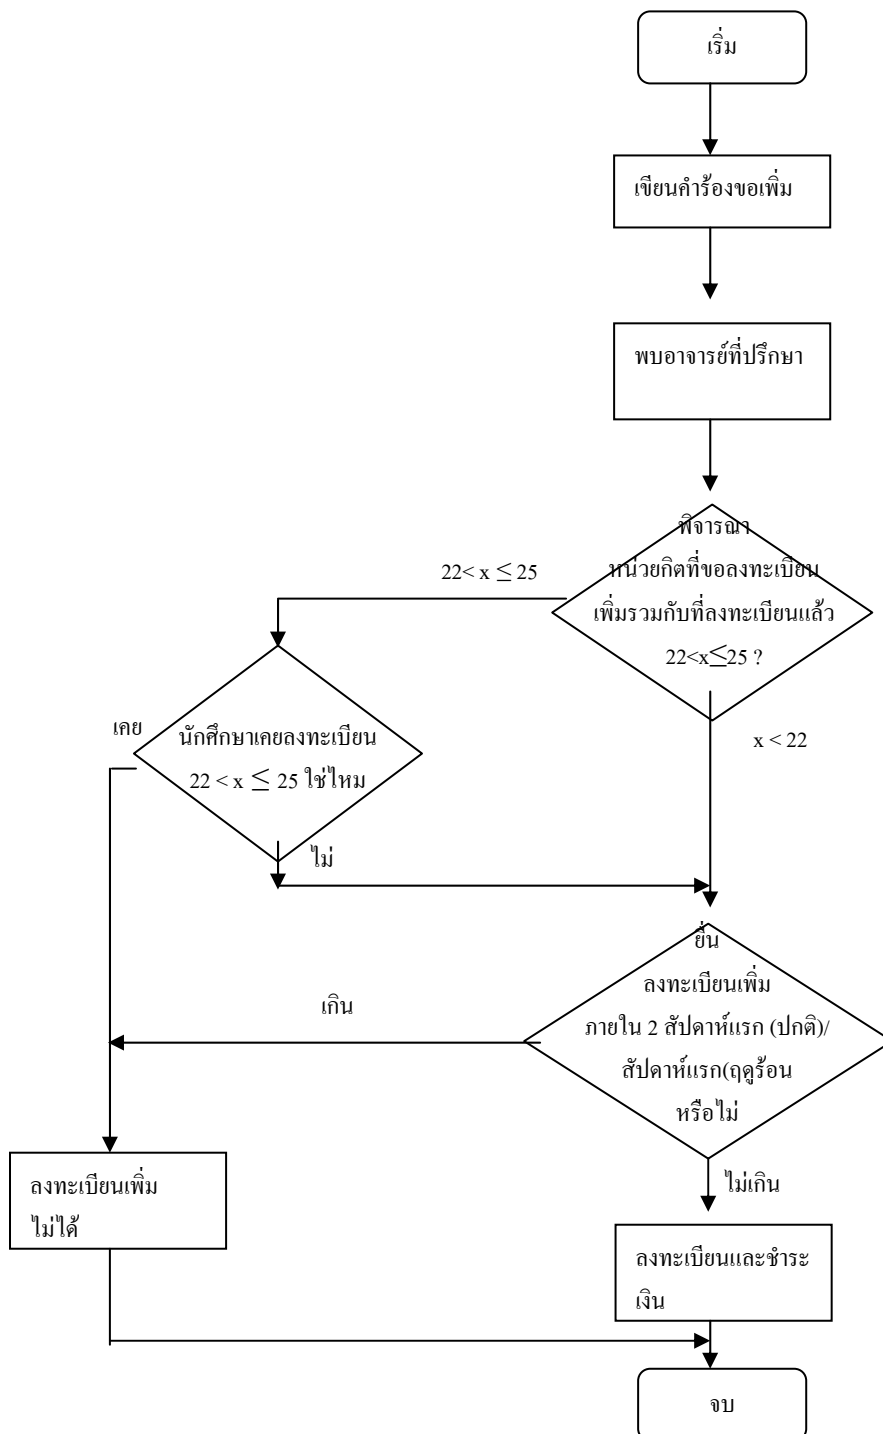 เริ่ม
เขียนคำร้องขอเพิ่ม
พบอาจารย์ที่ปรึกษา
พิจารณา
หน่วยกิตที่ขอลงทะเบียน
เพิ่มรวมกับที่ลงทะเบียนแล้ว
22<x≤25 ?
22< x ≤ 25
x < 22
เคย
นักศึกษาเคยลงทะเบียน
22 < x ≤ 25 ใช่ไหม
ไม่
ยื่น
ลงทะเบียนเพิ่ม
ภายใน 2 สัปดาห์แรก (ปกติ)/
สัปดาห์แรก(ฤดูร้อน
หรือไม่
เกิน
ไม่เกิน
ลงทะเบียนเพิ่ม
ไม่ได้
ลงทะเบียนและชำระ
เงิน
จบ